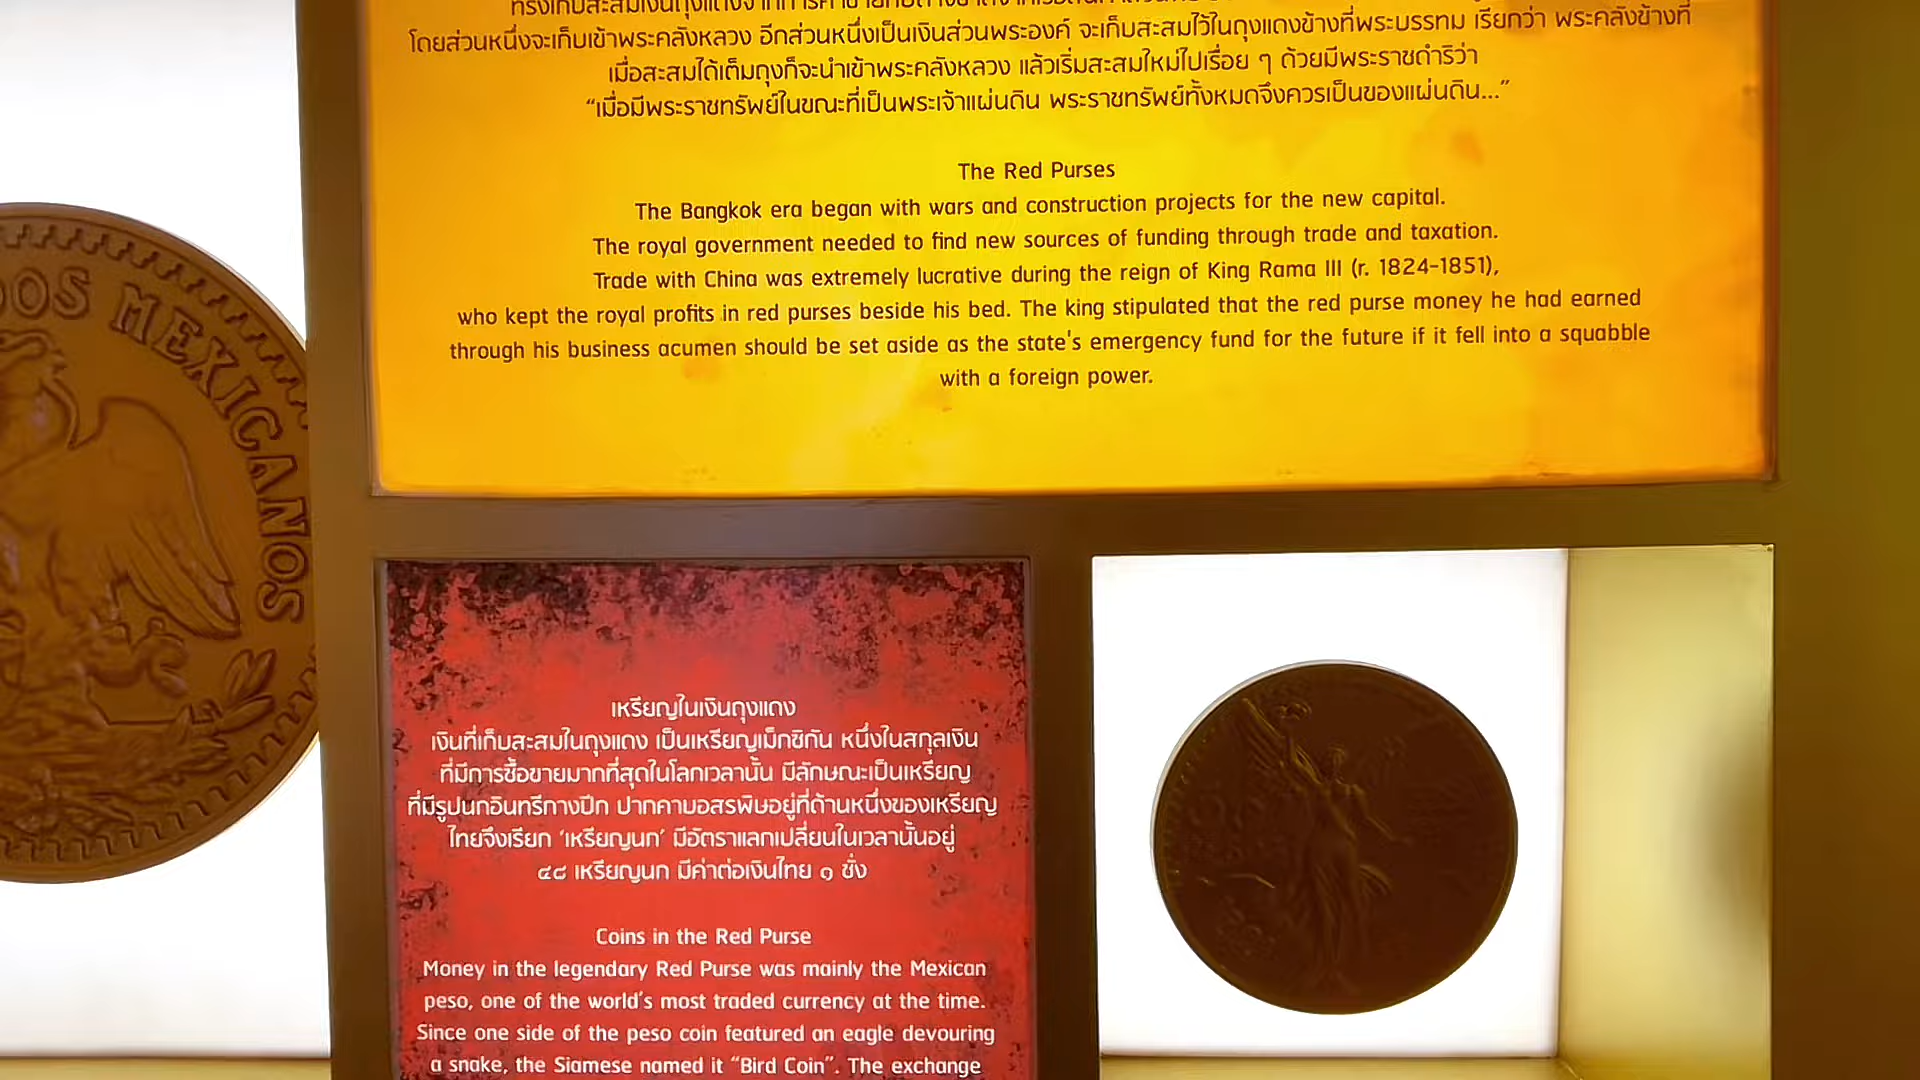 โดยส่วนหนึ่งจะเก็บเข้าพระคลังหลวง อีกส่วนหนึ่งเป็นเงินส่วนพระองค์ จะเก็บสะสมไว้ในถุงแดงข้างที่พระบรรทม เรียกว่า พระคลังข้างที่
เมื่อสะสมได้เต็มถุงก็จะนำเข้าพระคลังหลวง แล้วเริ่มสะสมใหม่ไปเรื่อย ๆ ด้วยมีพระราชดำริว่า
“เมื่อมีพระราชทรัพย์ในขณะที่เป็นพระเจ้าแผ่นดิน พระราชทรัพย์ทั้งหมดจึงควรเป็นของแผ่นดิน...”
The Red Purses
The Bangkok era began with wars and construction projects for the new capital.
The royal government needed to find new sources of funding through trade and taxation.
Trade with China was extremely lucrative during the reign of King Rama III (r. 1824-1851),
who kept the royal profits in red purses beside his bed. The king stipulated that the red purse money he had earned
through his business acumen should be set aside as the state's emergency fund for the future if it fell into a squabble
with a foreign power.
DOS MEXICANOS
เหรียญในเงินถุงแดง
เงินที่เก็บสะสมในถุงแดง เป็นเหรียญเม็กซิกัน หนึ่งในสกุลเงิน
ที่มีการซื้อขายมากที่สุดในโลกเวลานั้น มีลักษณะเป็นเหรียญ
ที่มีรูปนกอินทรีกางปีก ปากคาบอสรพิษอยู่ที่ด้านหนึ่งของเหรียญ
ไทยจึงเรียก ‘เหรียญนก’ มีอัตราแลกเปลี่ยนในเวลานั้นอยู่
๔๘ เหรียญนก มีค่าต่อเงินไทย ๑ ชั่ง
Coins in the Red Purse
Money in the legendary Red Purse was mainly the Mexican
peso, one of the world's most traded currency at the time.
Since one side of the peso coin featured an eagle devouring
a snake, the Siamese named it “Bird Coin”. The exchange